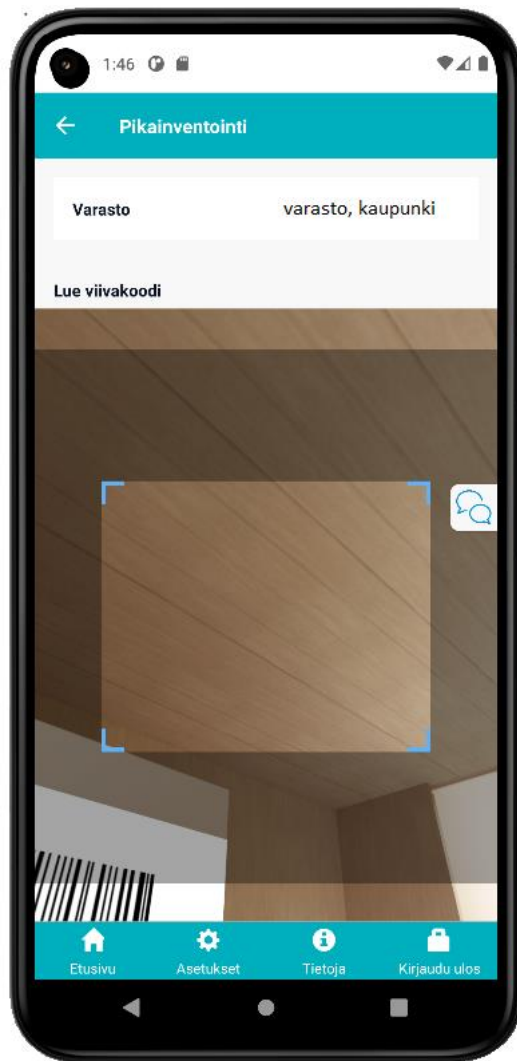 1:46
Pikainventointi
Varasto varasto, kaupunki
Lue viivakoodi
Etusivu Asetukset Tietoja Kirjaudu ulos